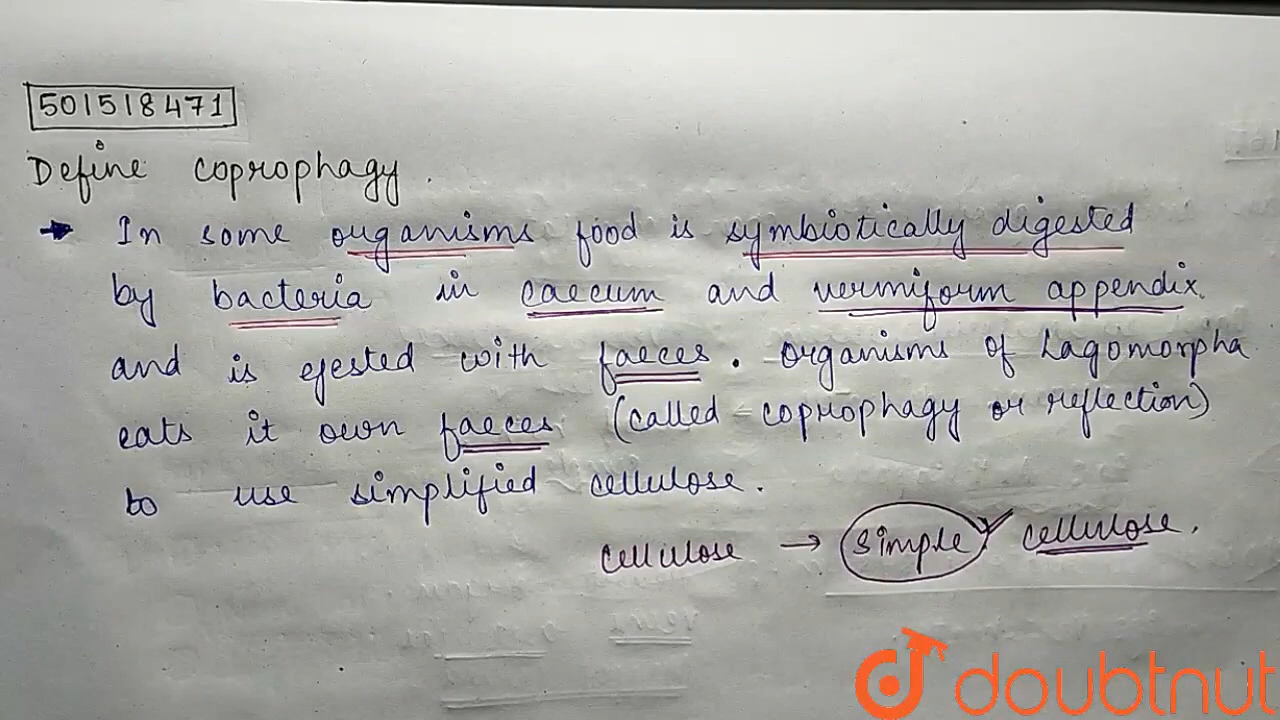 501518471
Define coprophagy.
→ In some organisms food is symbiotically digested
by bacteria in caecum and vermiform appendix
and is egested with faeces. Organisms of Lagomorpha
eats it own faeces (called coprophagy or reflection)
to use simplified cellulose.
cellulose → simple cellulose.
doubtnut